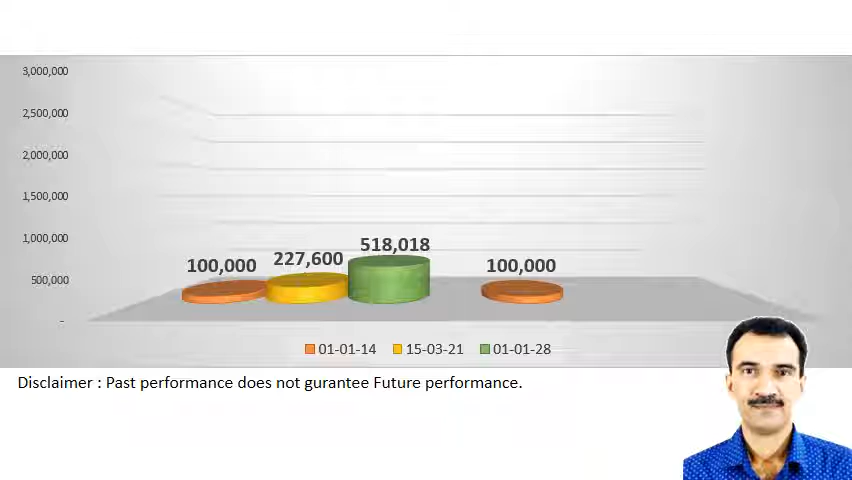 3,000,000
2,500,000
2,000,000
1,500,000
1,000,000
500,000
-
100,000 227,600 518,018 100,000
01-01-14 15-03-21 01-01-28
Disclaimer : Past performance does not gurantee Future performance.